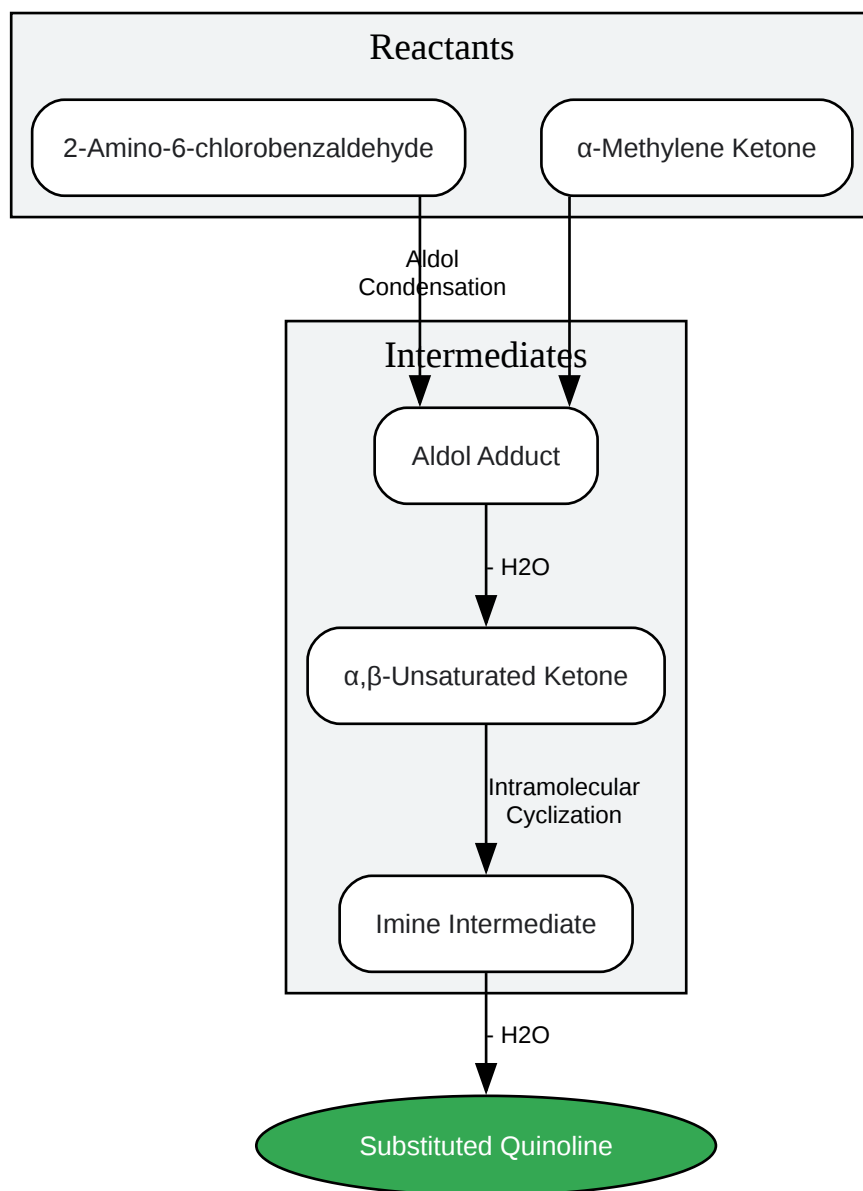 Reactants
2-Amino-6-chlorobenzaldehyde
α-Methylene Ketone
Aldol
Condensation
Intermediates
Aldol Adduct
- H2O
α,β-Unsaturated Ketone
Intramolecular
Cyclization
Imine Intermediate
- H2O
Substituted Quinoline